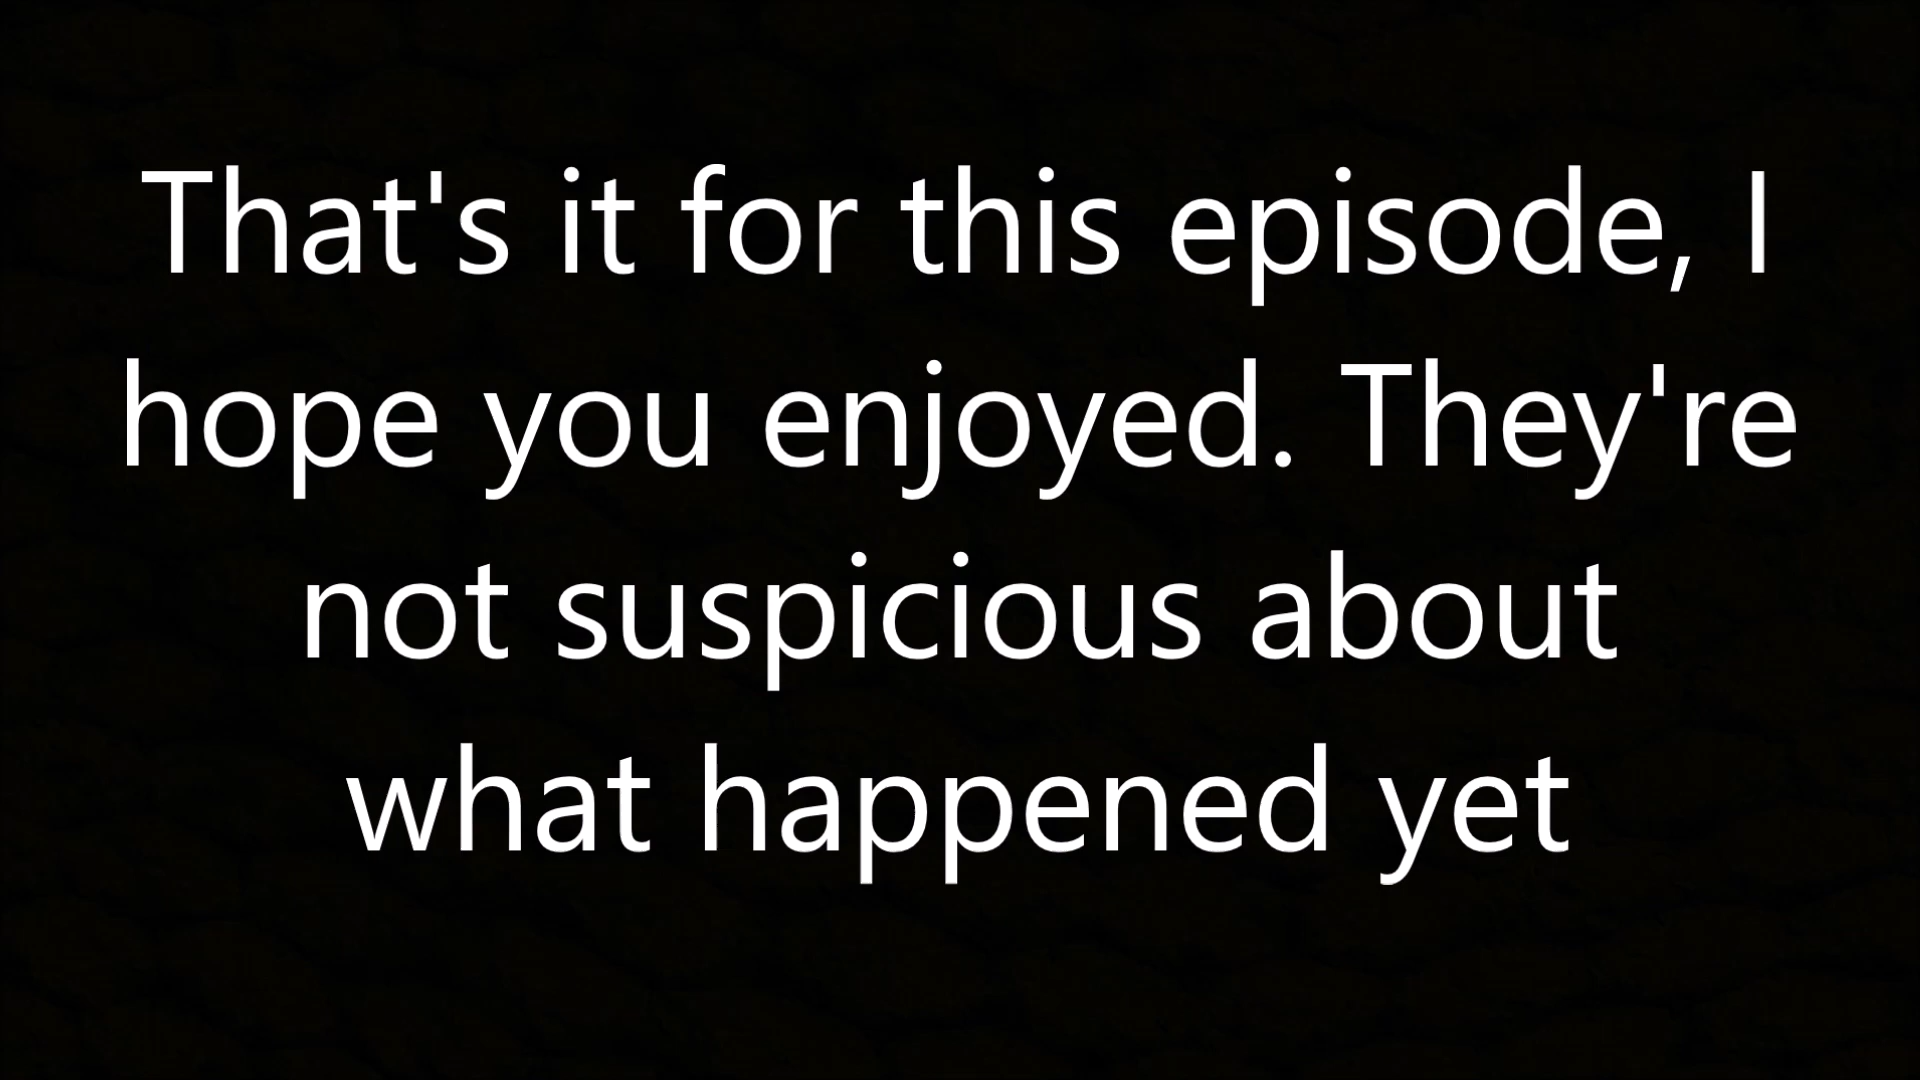 That's it for this episode, I
hope you enjoyed. They're
not suspicious about
what happened yet